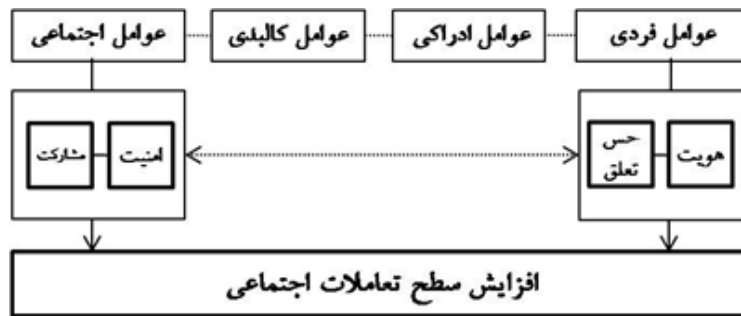 عوامل فردی
عوامل ادراکی
عوامل کالبدی
عوامل اجتماعی
هویت
حس
تعلق
امنیت
مشارکت
افزایش سطح تعاملات اجتماعی